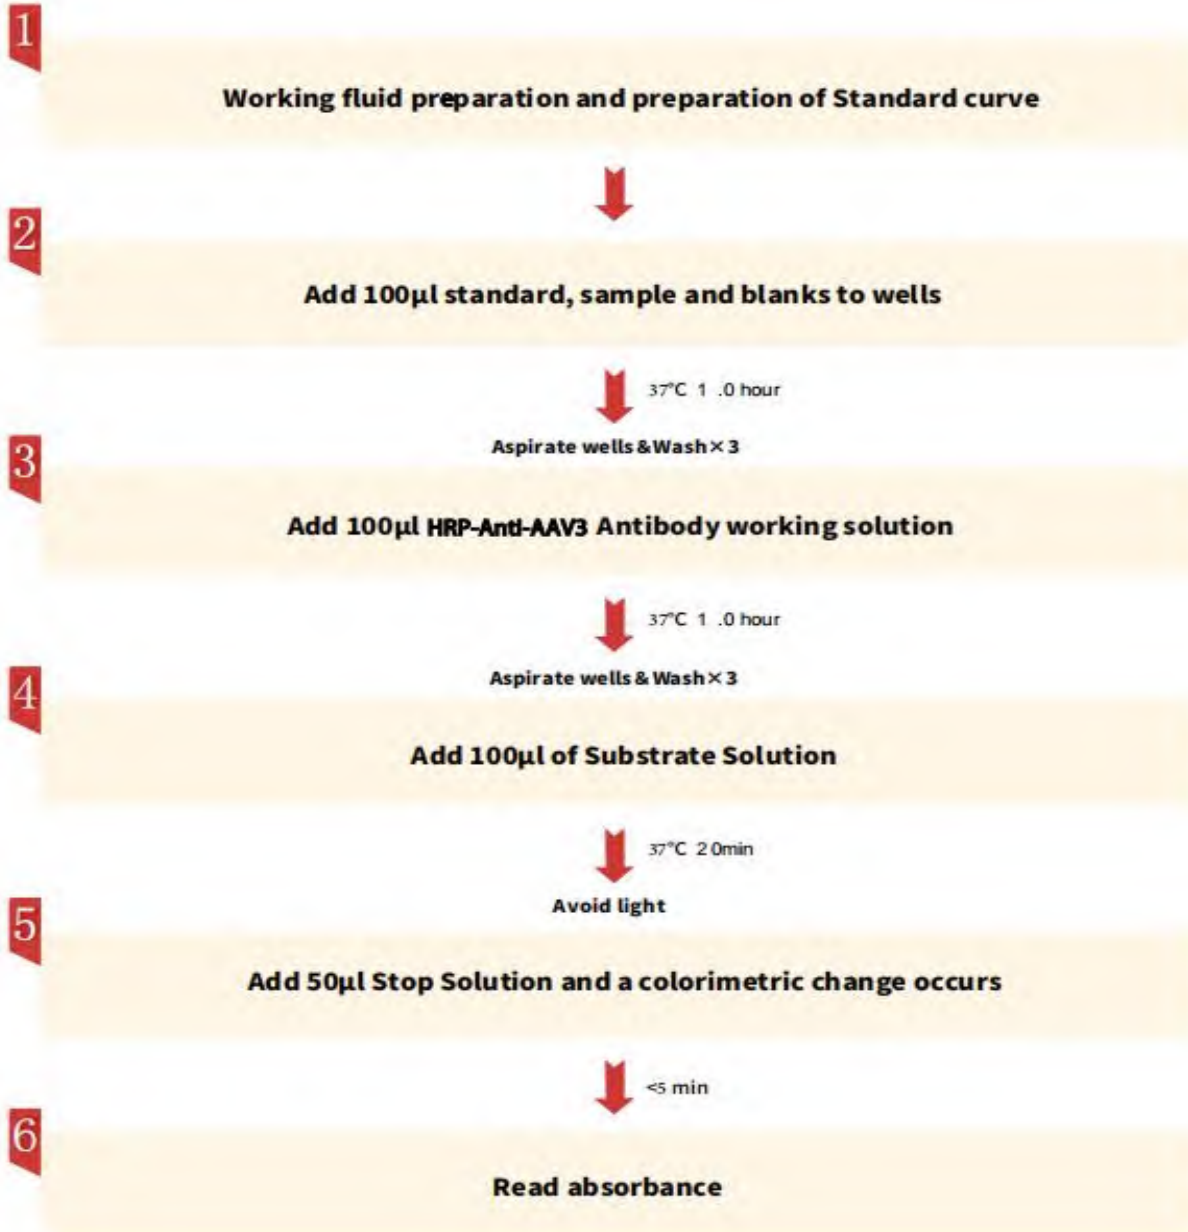 1
Working fluid preparation and preparation of Standard curve
2
Add 100μl standard, sample and blanks to wells
37°C 1 .0 hour
Aspirate wells&Wash×3
3
Add 100μl HRP-Anti-AAV3 Antibody working solution
37°C 1 .0 hour
Aspirate wells&Wash×3
4
Add 100μl of Substrate Solution
37°C 2 0min
Avoid light
5
Add 50μl Stop Solution and a colorimetric change occurs
<5 min
6
Read absorbance